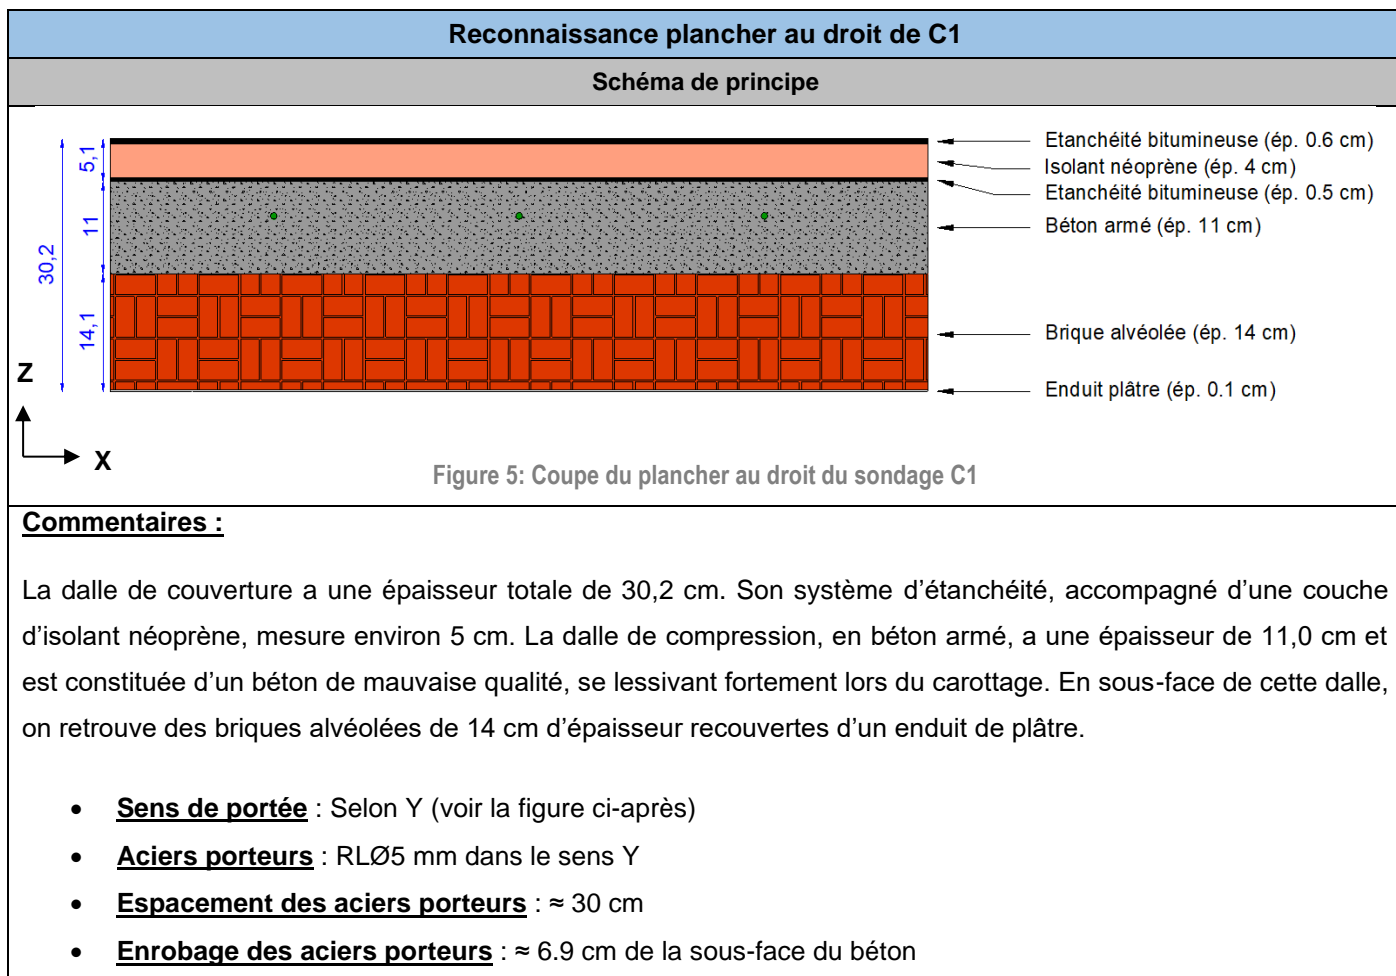 Reconnaissance plancher au droit de C1
Schéma de principe
Etanchéité bitumineuse (ép. 0.6 cm)
Isolant néoprène (ép. 4 cm)
Etanchéité bitumineuse (ép. 0.5 cm)
Béton armé (ép. 11 cm)
Brique alvéolée (ép. 14 cm)
Enduit plâtre (ép. 0.1 cm)
5,1
11
30,2
14,1
Z
X
Figure 5: Coupe du plancher au droit du sondage C1
Commentaires :
La dalle de couverture a une épaisseur totale de 30,2 cm. Son système d’étanchéité, accompagné d’une couche
d’isolant néoprène, mesure environ 5 cm. La dalle de compression, en béton armé, a une épaisseur de 11,0 cm et
est constituée d’un béton de mauvaise qualité, se lessivant fortement lors du carottage. En sous-face de cette dalle,
on retrouve des briques alvéolées de 14 cm d’épaisseur recouvertes d’un enduit de plâtre.
• Sens de portée : Selon Y (voir la figure ci-après)
• Aciers porteurs : RLØ5 mm dans le sens Y
• Espacement des aciers porteurs : ≈ 30 cm
• Enrobage des aciers porteurs : ≈ 6.9 cm de la sous-face du béton